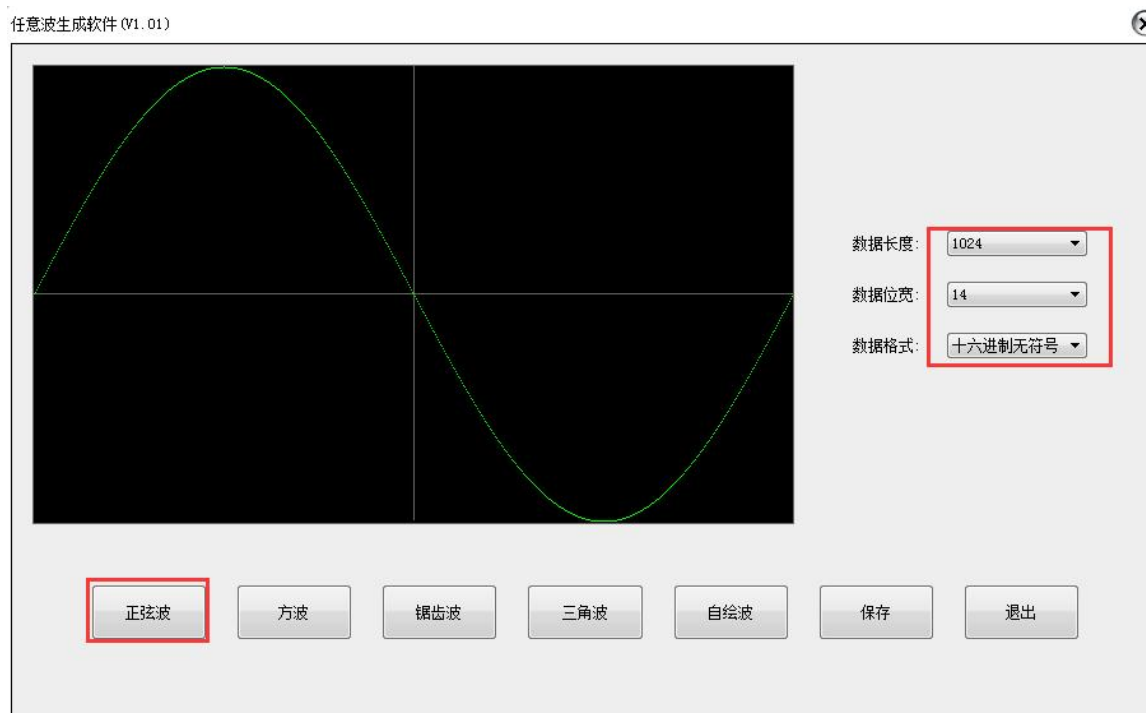 任意波生成软件(V1.01)
数据长度: 1024
数据位宽: 14
数据格式: 十六进制无符号
正弦波 方波 锯齿波 三角波 自绘波 保存 退出